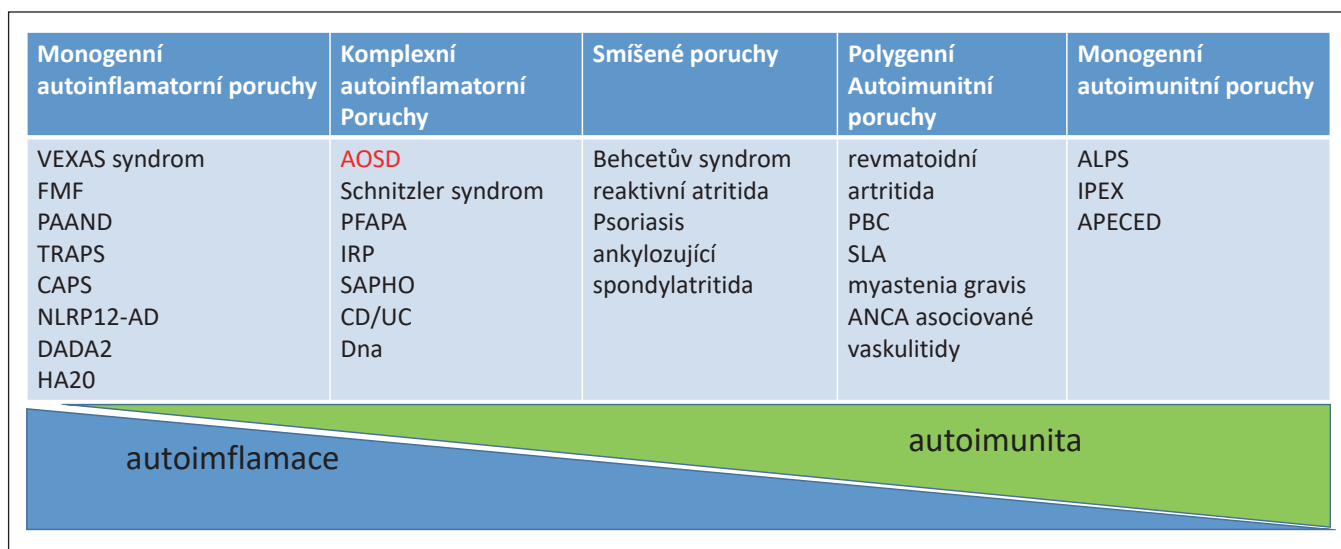 Monogenní
autoinflamatorní poruchy
Komplexní
autoinflamatorní
Poruchy
Smíšené poruchy
Polygenní
Autoimunitní
poruchy
Monogenní
autoimunitní poruchy
VEXAS syndrom
FMF
PAAND
TRAPS
CAPS
NLRP12-AD
DADA2
HA20
AOSD
Schnitzler syndrom
PFAPA
IRP
SAPHO
CD/UC
Dna
Behcetův syndrom
reaktivní atritida
Psoriasis
ankylozující
spondylatritida
revmatoidní
artritida
PBC
SLA
myastenia gravis
ANCA asociované
vaskulitidy
ALPS
IPEX
APECED
autoimflamace
autoimunita